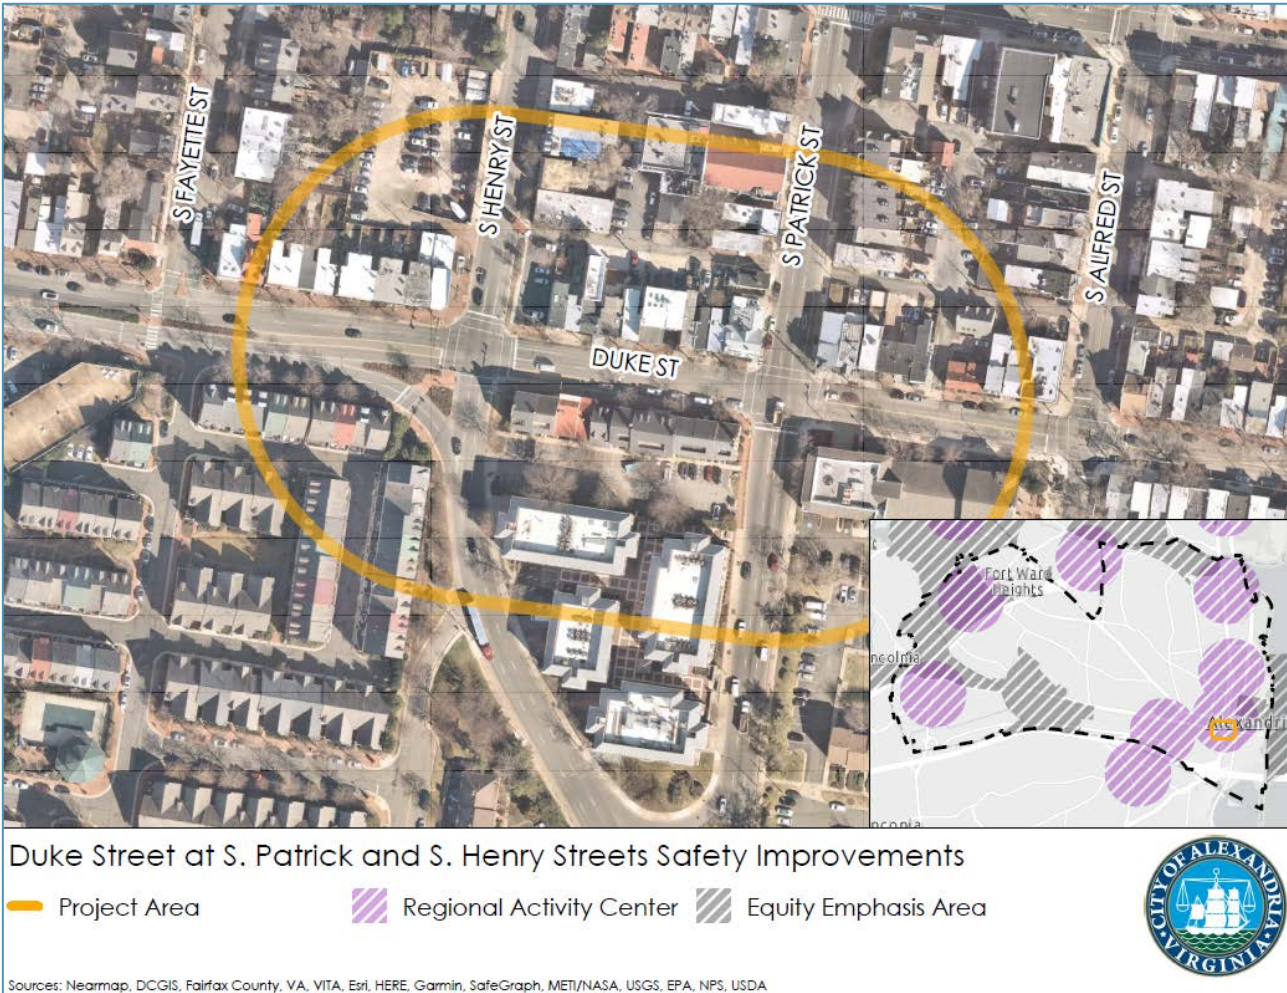 S FAYETTE ST
S HENRY ST
S PATRICK ST
S ALFRED ST
DUKE ST
Fort Ward
Heights
ncolnia
Alexandri
Duke Street at S. Patrick and S. Henry Streets Safety Improvements
Project Area
Regional Activity Center
Equity Emphasis Area
CITY OF ALEXANDRIA
VIRGINIA
Sources: Nearmap, DCGIS, Fairfax County, VA, VITA, Esri, HERE, Garmin, SafeGraph, METI/NASA, USGS, EPA, NPS, USDA